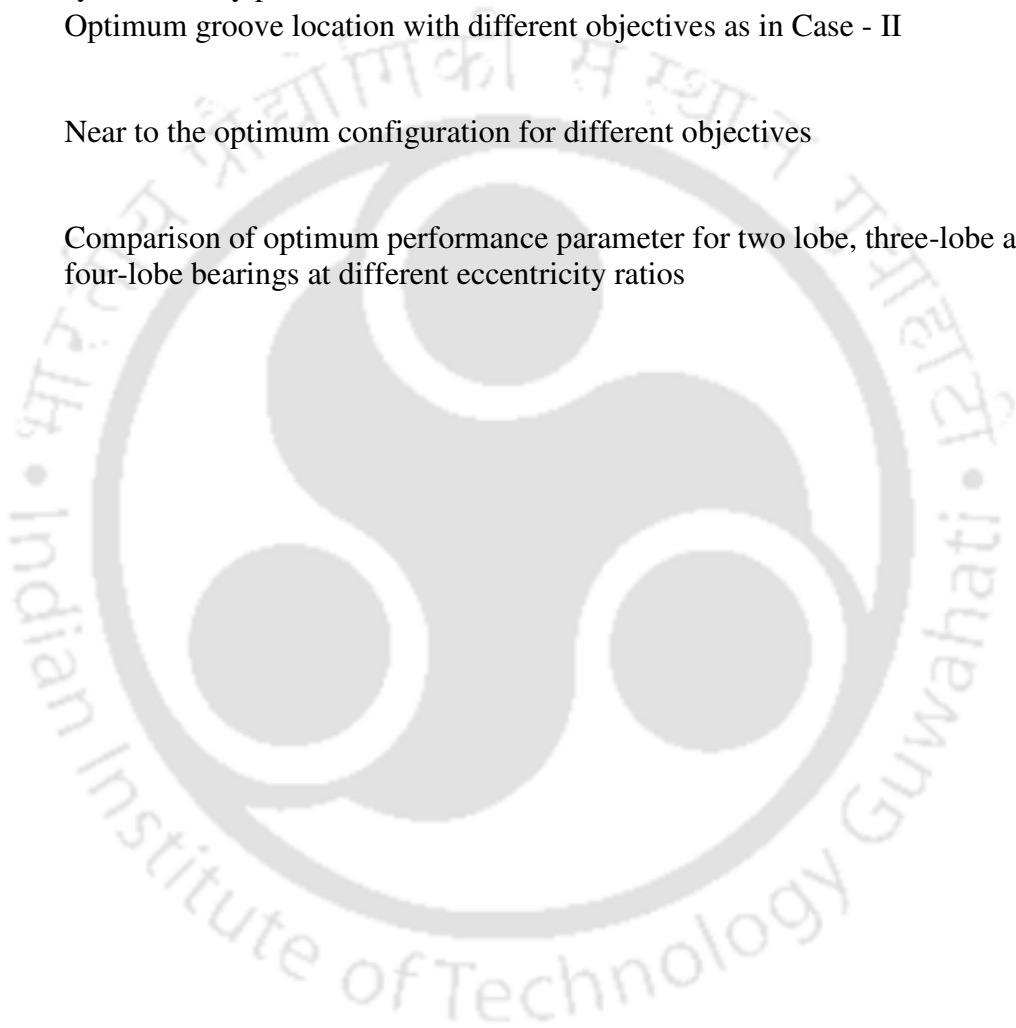 Optimum groove location with different objectives as in Case - II
Near to the optimum configuration for different objectives
Comparison of optimum performance parameter for two lobe, three-lobe a
four-lobe bearings at different eccentricity ratios
भारतीय प्रौद्योगिकी संस्थान गुवाहाटी
• Indian Institute of Technology Guwahati •